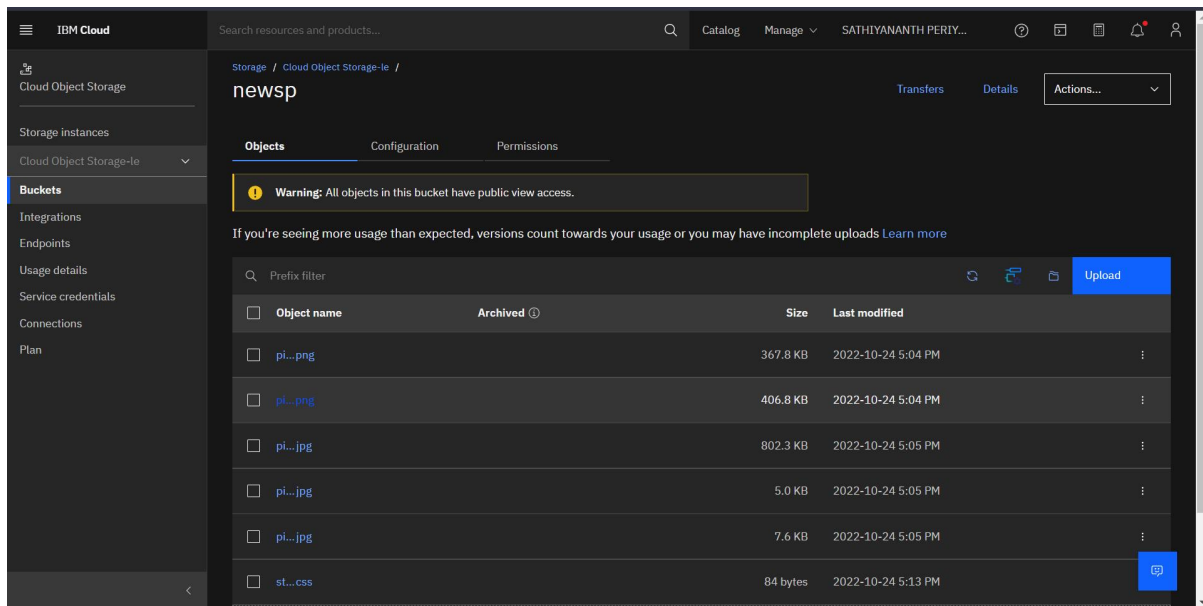 IBM Cloud
Search resources and products...
Catalog
Manage
SATHIYANANTH PERIY...
Cloud Object Storage
Storage instances
Cloud Object Storage-le
Buckets
Integrations
Endpoints
Usage details
Service credentials
Connections
Plan
Storage / Cloud Object Storage-le /
newsp
Transfers
Details
Actions...
Objects
Configuration
Permissions
Warning: All objects in this bucket have public view access.
If you're seeing more usage than expected, versions count towards your usage or you may have incomplete uploads Learn more
Prefix filter
Upload
Object name Archived Size Last modified
pi...png 367.8 KB 2022-10-24 5:04 PM
pi...png 406.8 KB 2022-10-24 5:04 PM
pi...jpg 802.3 KB 2022-10-24 5:05 PM
pi...jpg 5.0 KB 2022-10-24 5:05 PM
pi...jpg 7.6 KB 2022-10-24 5:05 PM
st...css 84 bytes 2022-10-24 5:13 PM